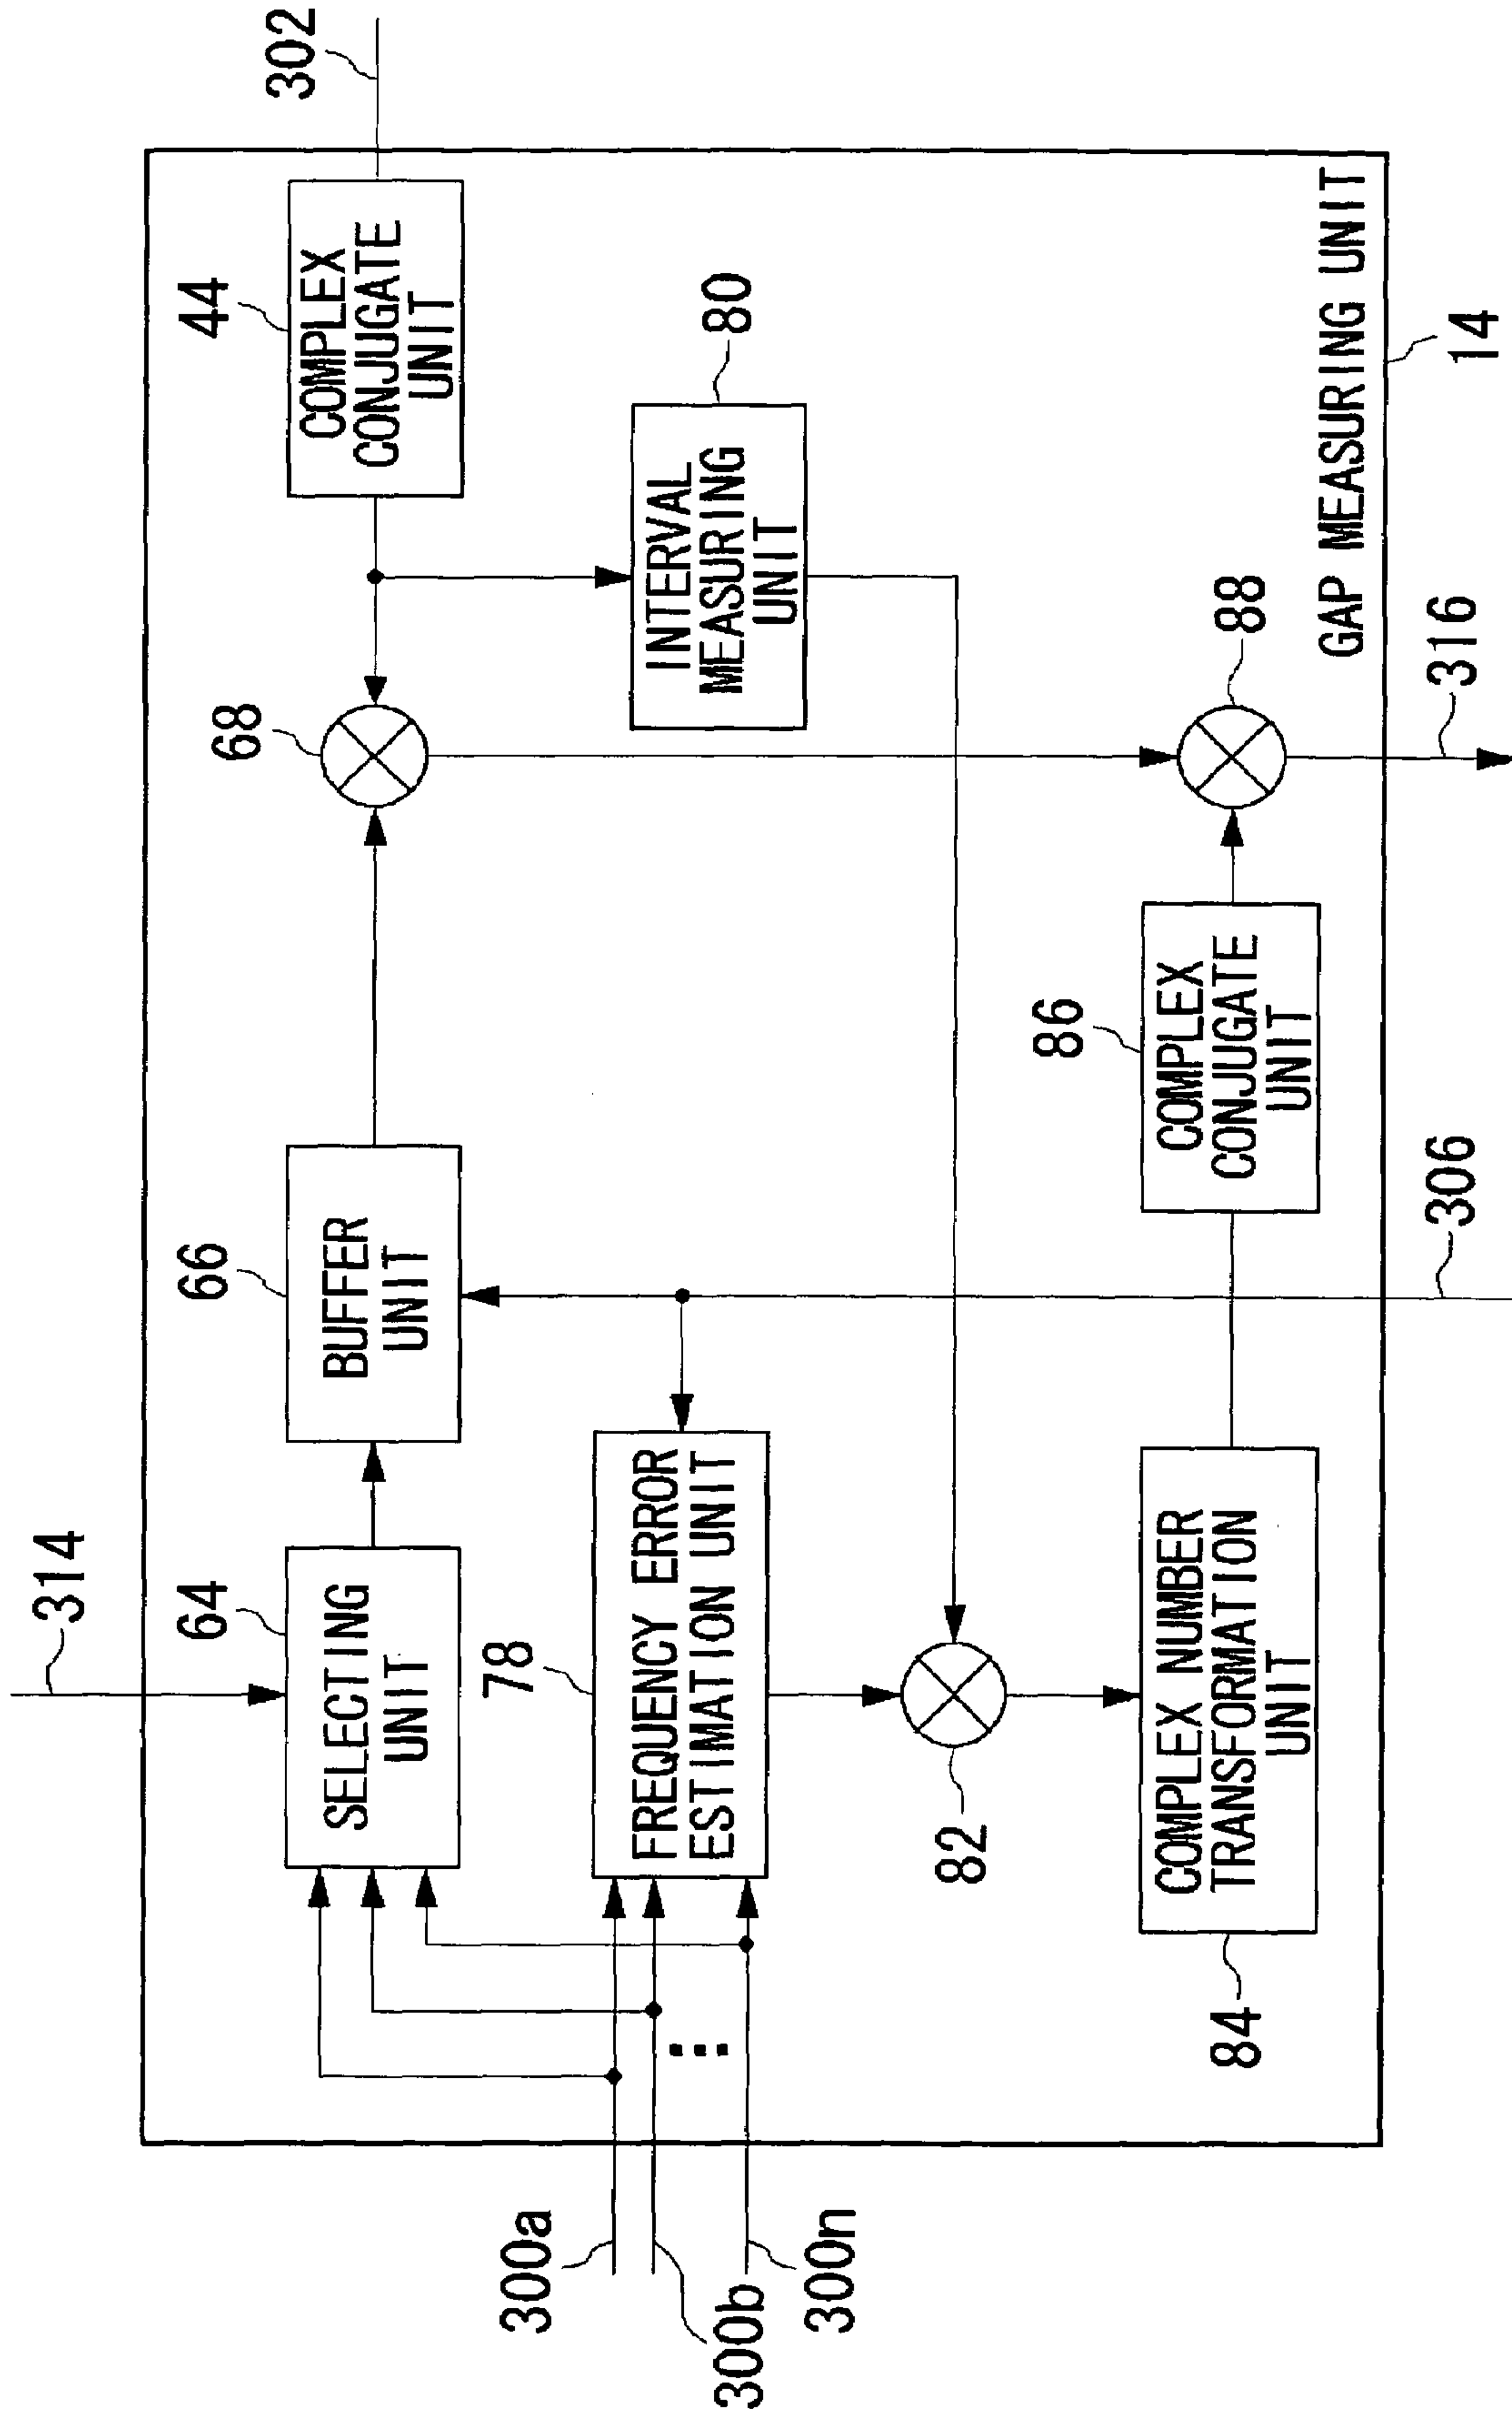 314
64
SELECTING
UNIT
66
BUFFER
UNIT
68
44
COMPLEX
CONJUGATE
UNIT
302
300a
300b
300n
78
FREQUENCY ERROR
ESTIMATION UNIT
80
INTERVAL
MEASURING
UNIT
82
84
COMPLEX NUMBER
TRANSFORMATION
UNIT
86
COMPLEX
CONJUGATE
UNIT
88
GAP MEASURING UNIT
306
316
14